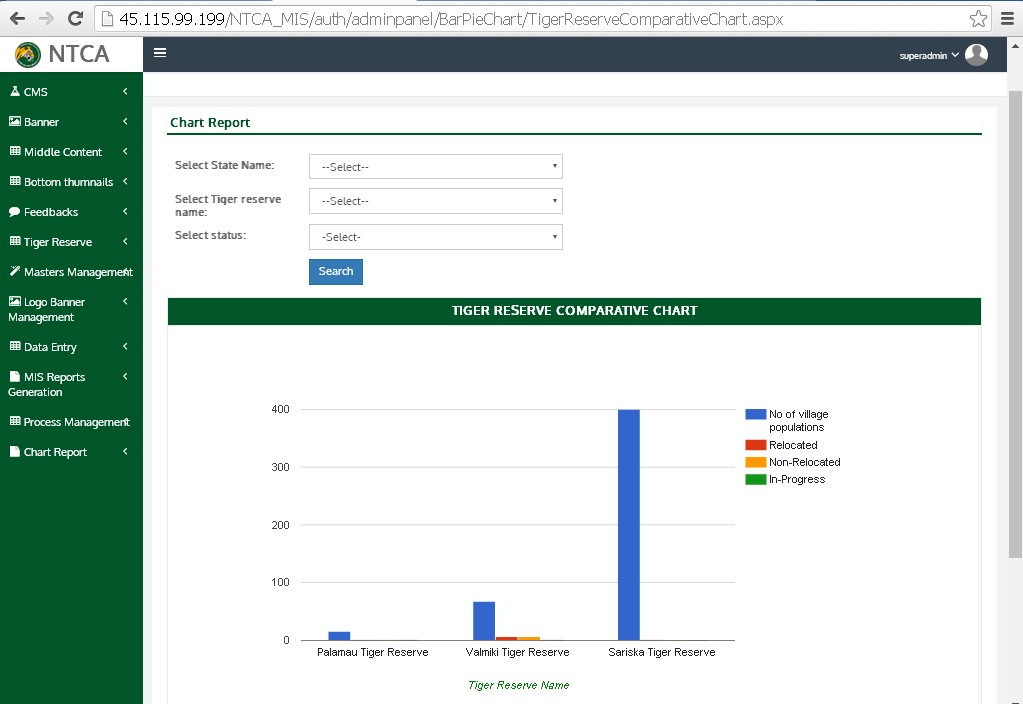 45.115.99.199/NTCA_MIS/auth/adminpanel/BarPieChart/TigerReserveComparativeChart.aspx
NTCA
superadmin
CMS
Banner
Middle Content
Bottom thumnails
Feedbacks
Tiger Reserve
Masters Management
Logo Banner
Management
Data Entry
MIS Reports
Generation
Process Management
Chart Report
Chart Report
Select State Name:
--Select--
Select Tiger reserve
name:
--Select--
Select status:
-Select-
Search
TIGER RESERVE COMPARATIVE CHART
400
300
200
100
0
Palamau Tiger Reserve
Valmiki Tiger Reserve
Sariska Tiger Reserve
Tiger Reserve Name
No of village
populations
Relocated
Non-Relocated
In-Progress